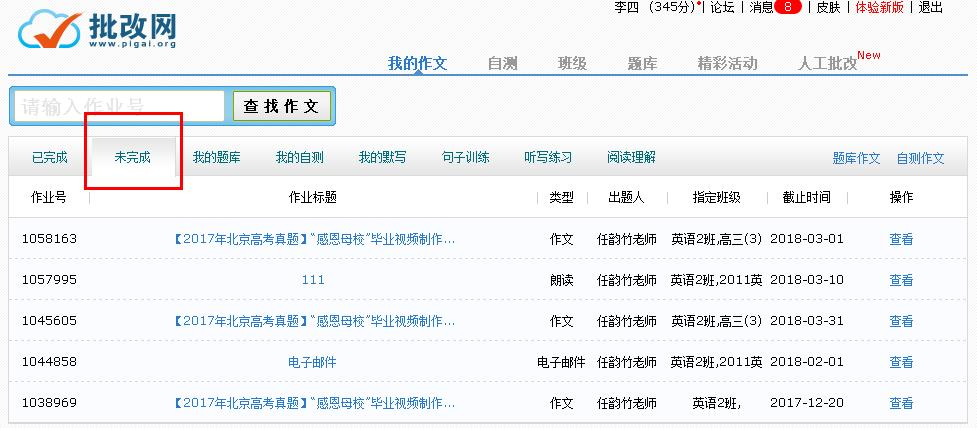 李四 (345分)•| 论坛 | 消息 8 | 皮肤 | 体验新版 | 退出
批改网
www.pigai.org
我的作文 自测 班级 题库 精彩活动 人工批改 New
请输入作业号 查找作文
已完成 未完成 我的题库 我的自测 我的默写 句子训练 听写练习 阅读理解 题库作文 自测作文
作业号 作业标题 类型 出题人 指定班级 截止时间 操作
1058163 【2017年北京高考真题】“感恩母校”毕业视频制作... 作文 任韵竹老师 英语2班,高三(3) 2018-03-01 查看
1057995 111 朗读 任韵竹老师 英语2班,2011英 2018-03-10 查看
1045605 【2017年北京高考真题】“感恩母校”毕业视频制作... 作文 任韵竹老师 英语2班,高三(3) 2018-03-31 查看
1044858 电子邮件 电子邮件 任韵竹老师 英语2班,2011英 2018-02-01 查看
1038969 【2017年北京高考真题】“感恩母校”毕业视频制作... 作文 任韵竹老师 英语2班, 2017-12-20 查看